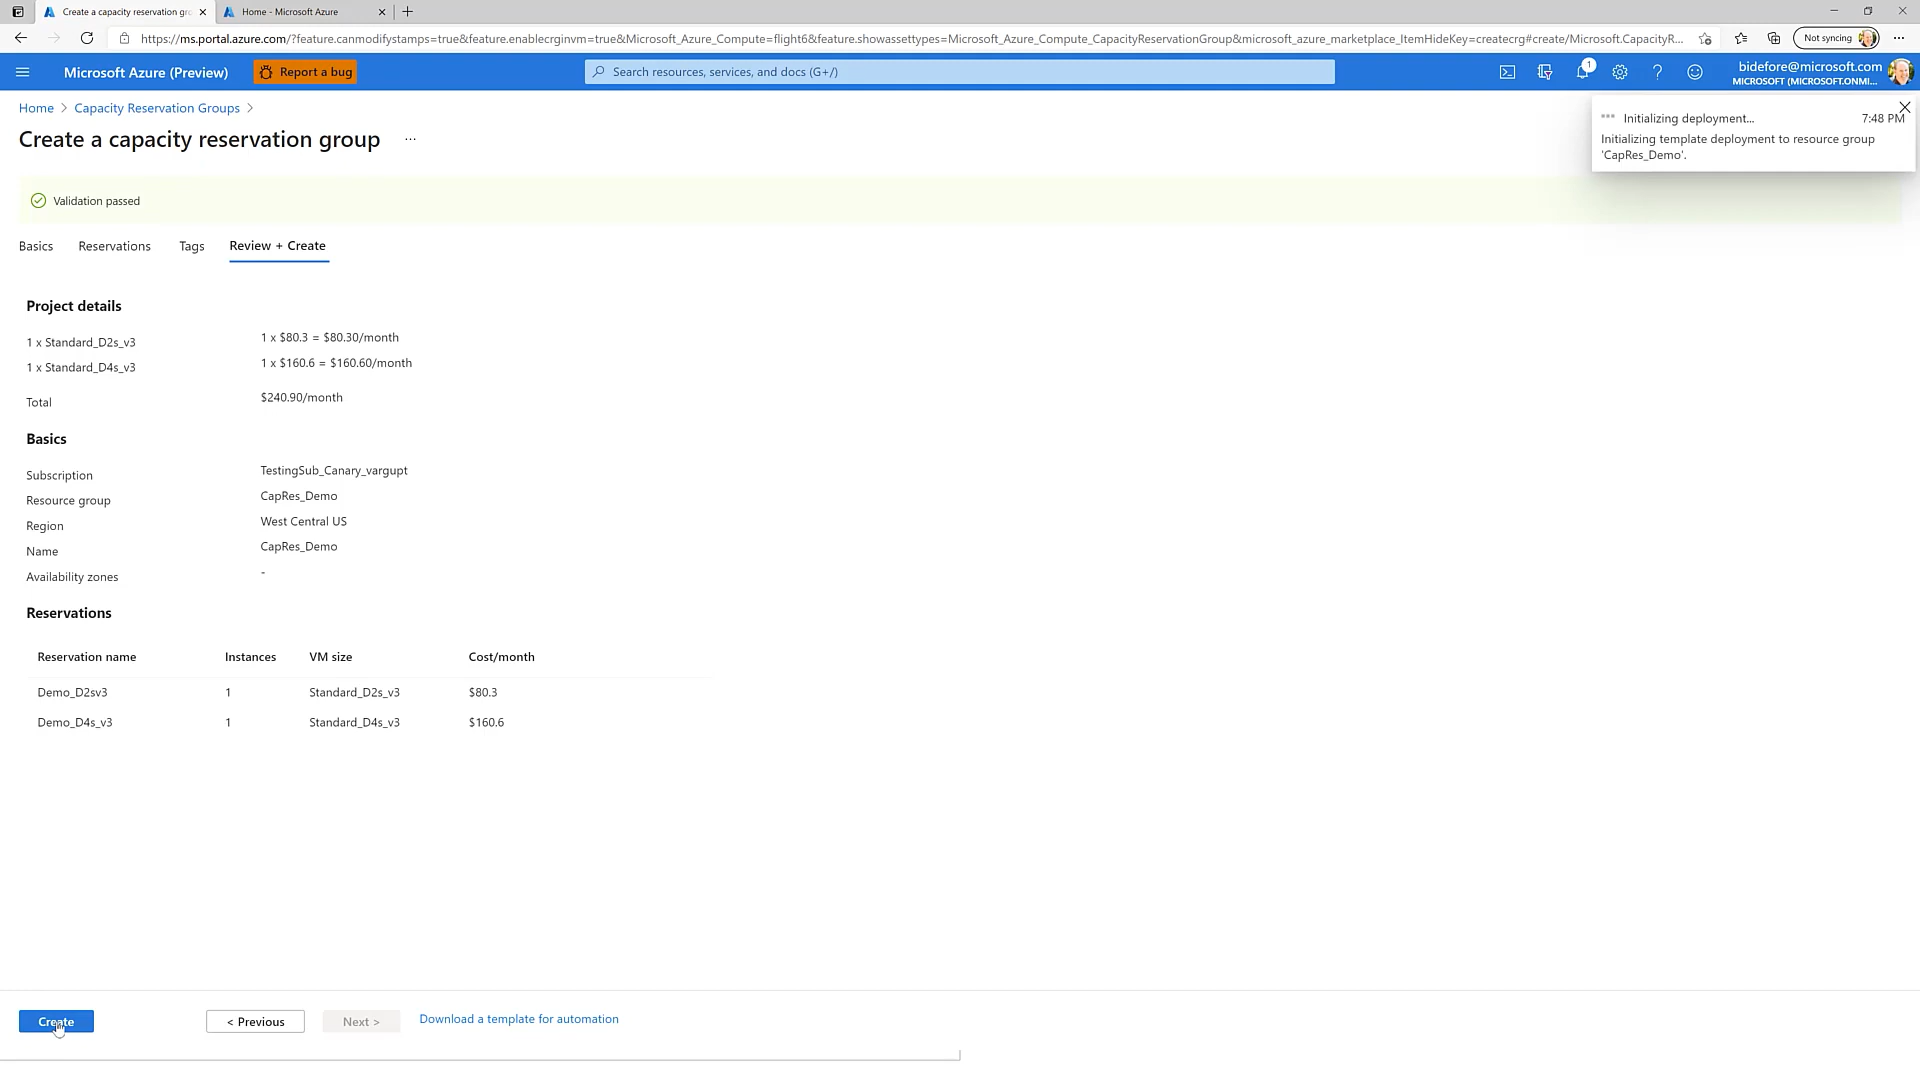 Create a capacity reservation gro
Home - Microsoft Azure
https://ms.portal.azure.com/?feature.canmodifystamps=true&feature.enablecrginvm=true&Microsoft_Azure_Compute=flight6&feature.showassettypes=Microsoft_Azure_Compute_CapacityReservationGroup&microsoft_azure_marketplace_ItemHideKey=createcrg#create/Microsoft.CapacityR...
Not syncing
Microsoft Azure (Preview)
Report a bug
Search resources, services, and docs (G+/)
1
bidefore@microsoft.com
MICROSOFT (MICROSOFT.ONMI...
Home > Capacity Reservation Groups >
Create a capacity reservation group ...
Initializing deployment... 7:48 PM
Initializing template deployment to resource group
'CapRes_Demo'.
Validation passed
Basics Reservations Tags Review + Create
Project details
1 x Standard_D2s_v3 1 x $80.3 = $80.30/month
1 x Standard_D4s_v3 1 x $160.6 = $160.60/month
Total $240.90/month
Basics
Subscription TestingSub_Canary_vargupt
Resource group CapRes_Demo
Region West Central US
Name CapRes_Demo
Availability zones -
Reservations
Reservation name Instances VM size Cost/month
Demo_D2sv3 1 Standard_D2s_v3 $80.3
Demo_D4s_v3 1 Standard_D4s_v3 $160.6
Create < Previous Next > Download a template for automation